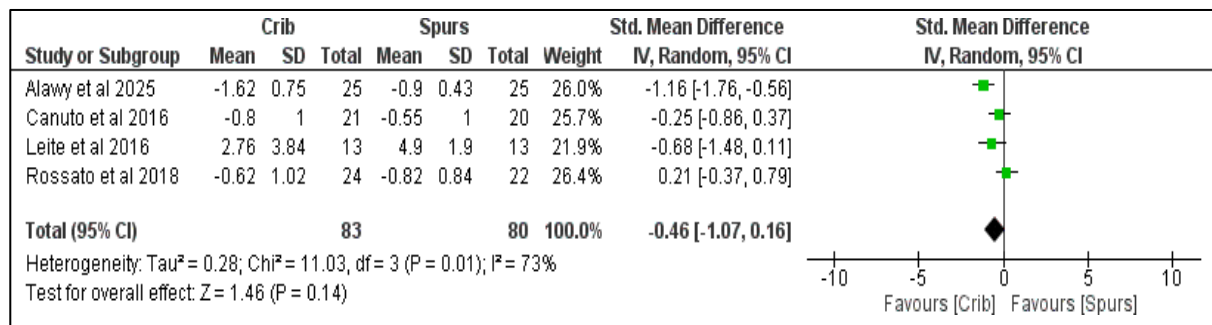 Crib Spurs Std. Mean Difference Std. Mean Difference
Study or Subgroup Mean SD Total Mean SD Total Weight IV, Random, 95% CI IV, Random, 95% CI
Alawy et al 2025 -1.62 0.75 25 -0.9 0.43 25 26.0% -1.16 [-1.76, -0.56]
Canuto et al 2016 -0.8 1 21 -0.55 1 20 25.7% -0.25 [-0.86, 0.37]
Leite et al 2016 2.76 3.84 13 4.9 1.9 13 21.9% -0.68 [-1.48, 0.11]
Rossato et al 2018 -0.62 1.02 24 -0.82 0.84 22 26.4% 0.21 [-0.37, 0.79]
Total (95% CI) 83 80 100.0% -0.46 [-1.07, 0.16]
Heterogeneity: Tau² = 0.28; Chi² = 11.03, df = 3 (P = 0.01); I² = 73%
Test for overall effect: Z = 1.46 (P = 0.14)
-10 -5 0 5 10
Favours [Crib] Favours [Spurs]